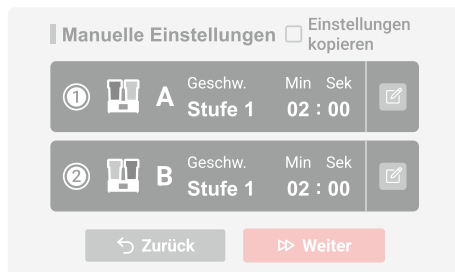 Manuelle Einstellungen
Einstellungen
kopieren
1
A
Geschw.
Min Sek
Stufe 1
02 : 00
2
B
Geschw.
Min Sek
Stufe 1
02 : 00
Zurück
Weiter